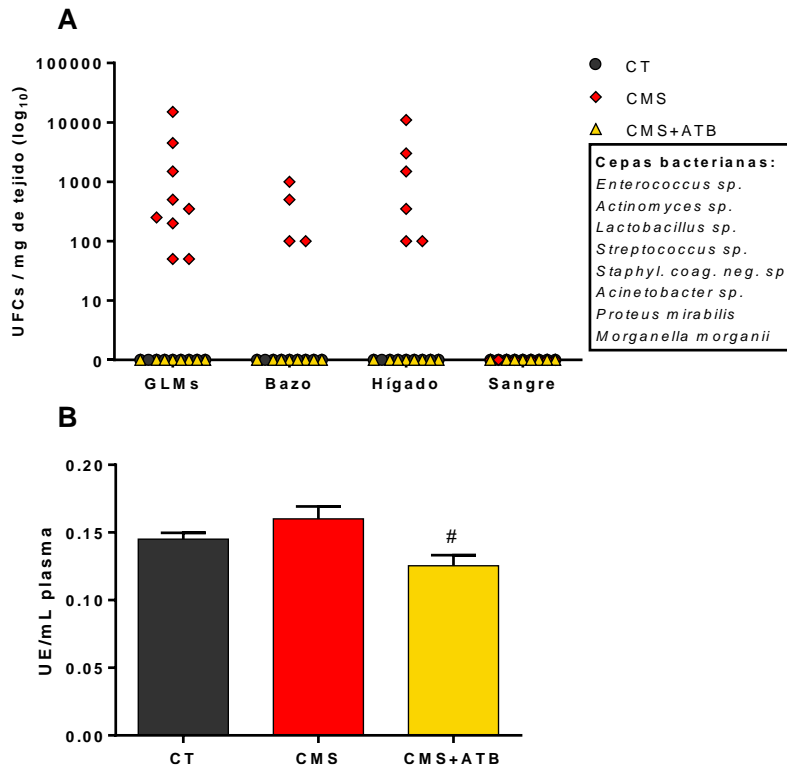 A
UFCs / mg de tejido (log10)
100000
10000
1000
100
10
0
GLMs Bazo Hígado Sangre
CT
CMS
CMS+ATB
Cepas bacterianas:
Enterococcus sp.
Actinomyces sp.
Lactobacillus sp.
Streptococcus sp.
Staphyl. coag. neg. sp
Acinetobacter sp.
Proteus mirabilis
Morganella morganii
B
UE/mL plasma
0.20
0.15
0.10
0.05
0.00
#
CT CMS CMS+ATB